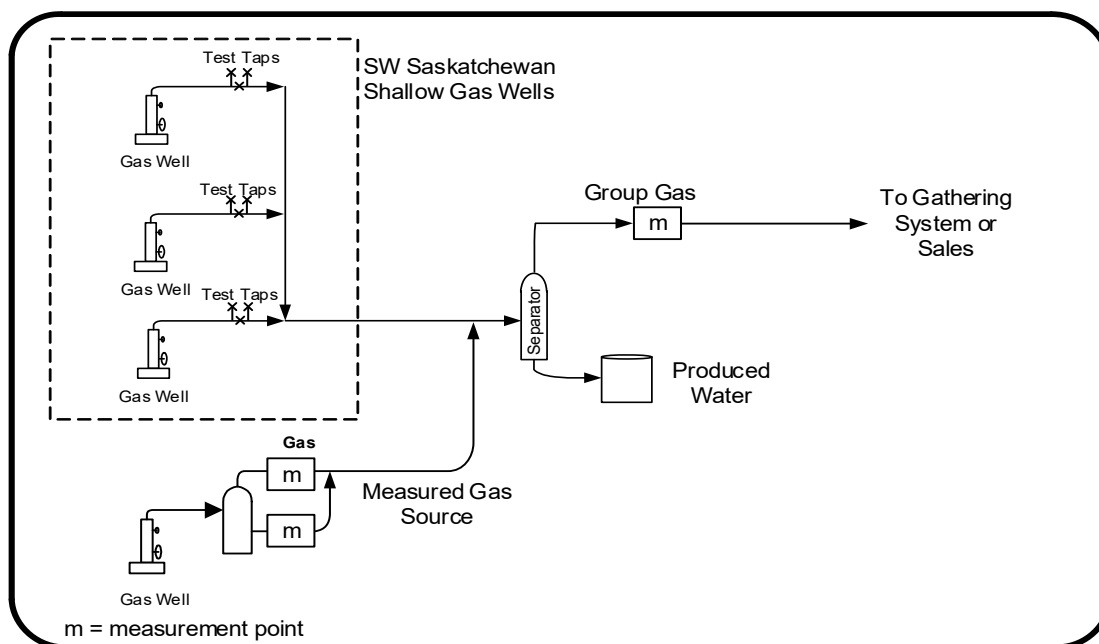 Test Taps
SW Saskatchewan
Shallow Gas Wells
Gas Well
Test Taps
Group Gas
m
To Gathering
System or
Sales
Gas Well
Test Taps
Separator
Gas Well
Produced
Water
Gas
m
Measured Gas
Source
m
Gas Well
m = measurement point